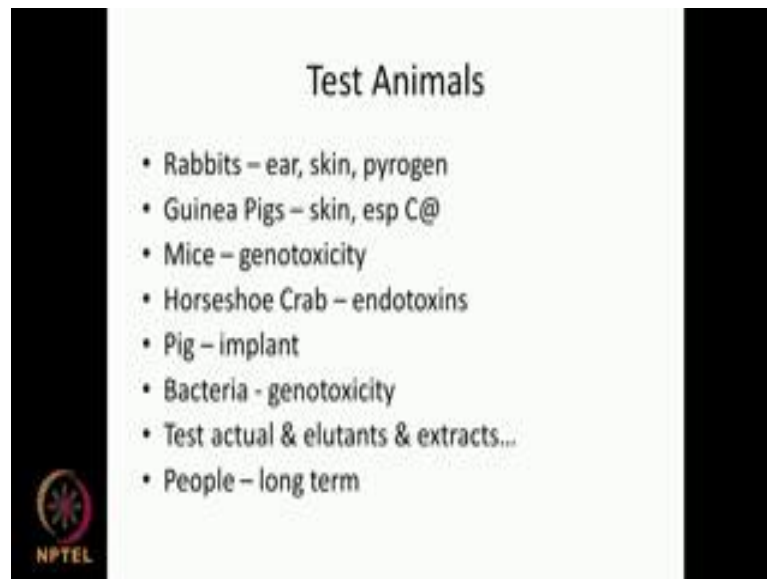 Test Animals
• Rabbits – ear, skin, pyrogen
• Guinea Pigs – skin, esp C@
• Mice – genotoxicity
• Horseshoe Crab – endotoxins
• Pig – implant
• Bacteria - genotoxicity
• Test actual & elutants & extracts...
• People – long term
NPTEL